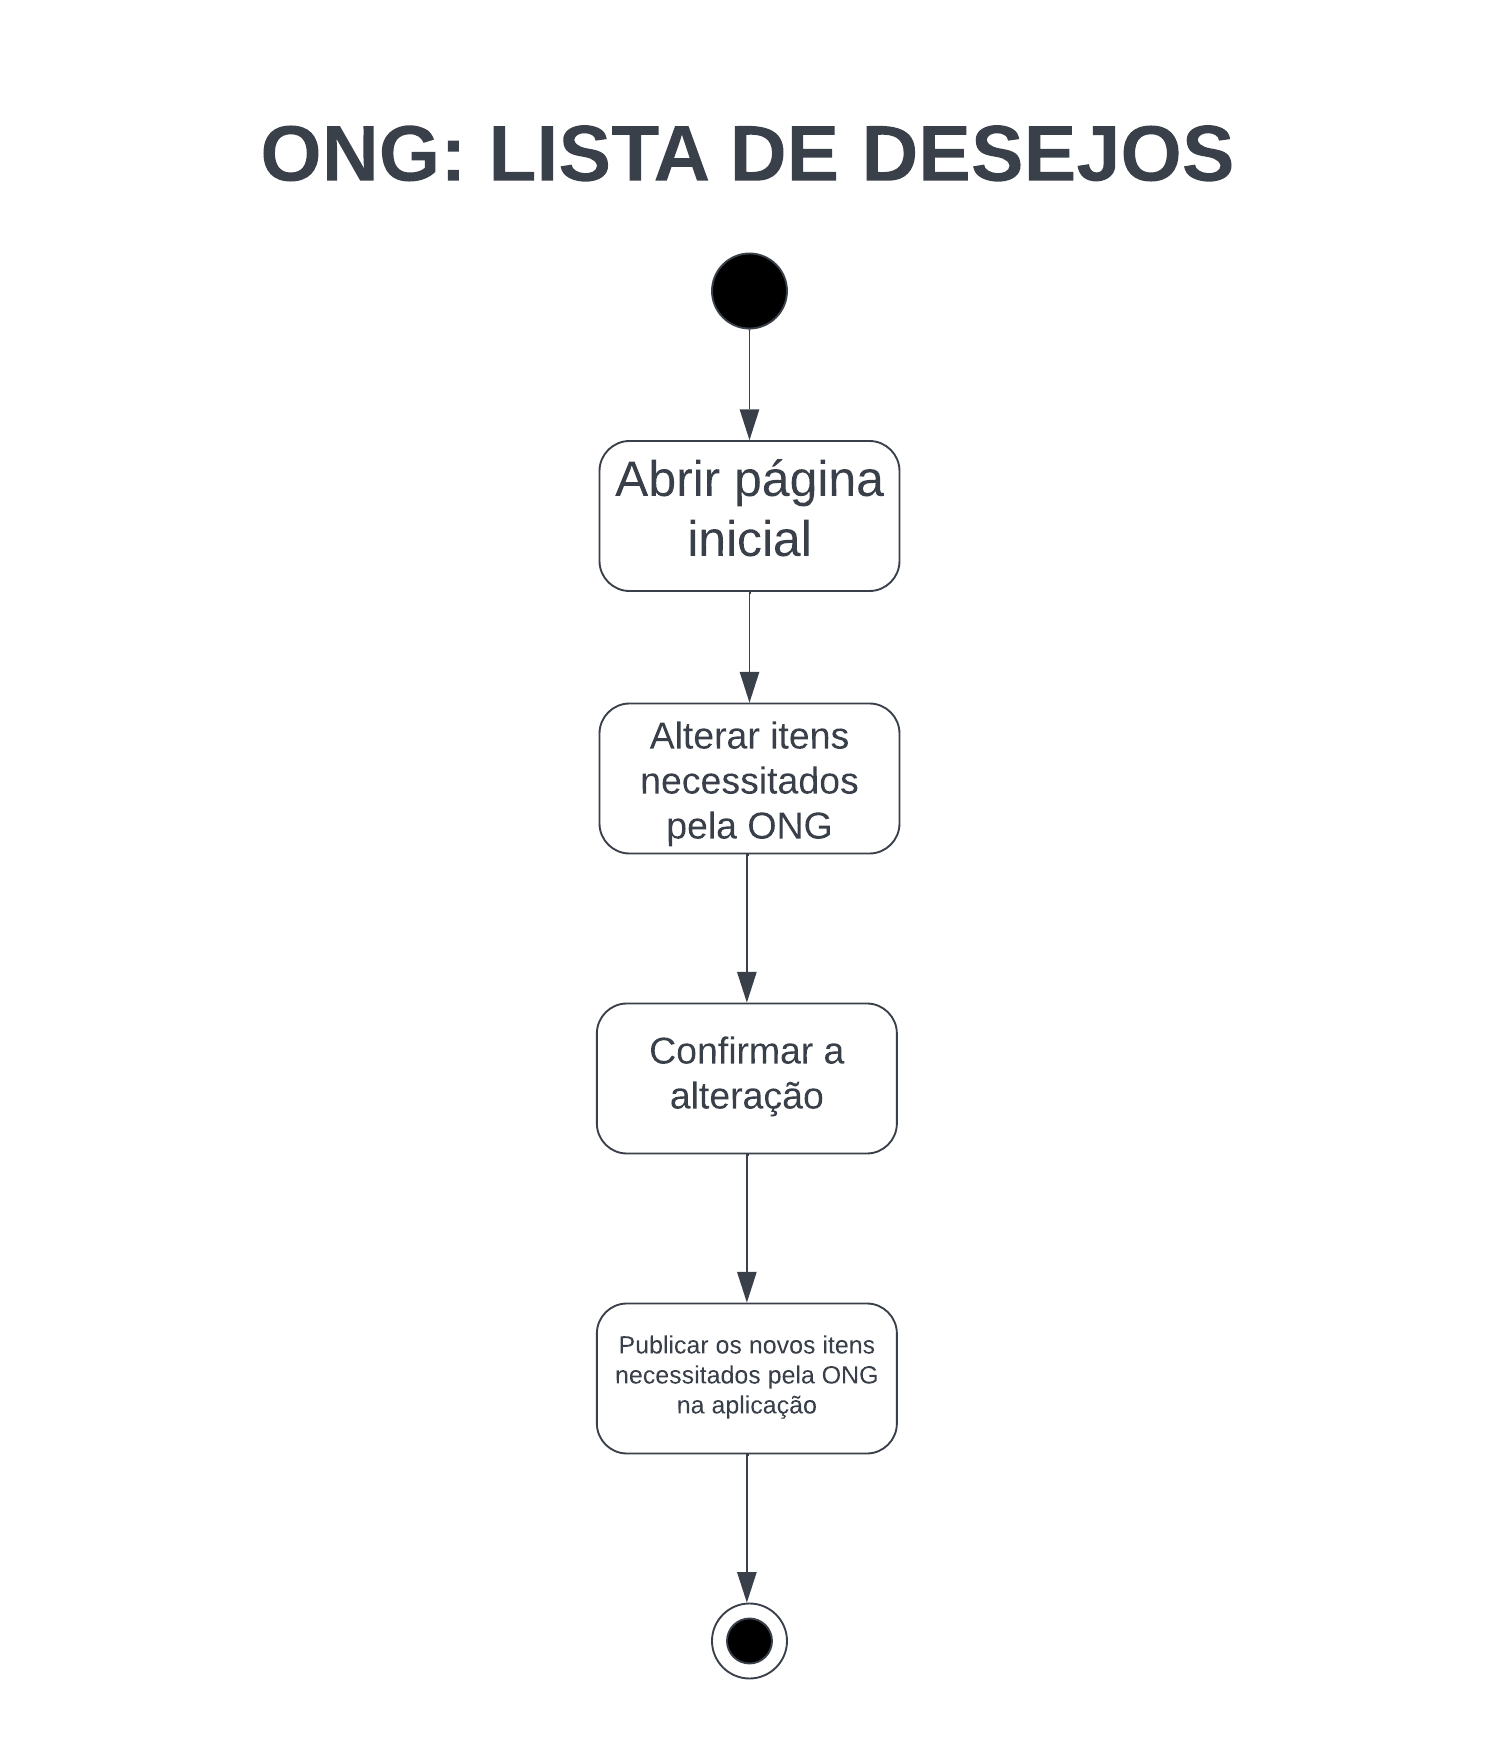 ONG: LISTA DE DESEJOS
Abrir página
inicial
Alterar itens
necessitados
pela ONG
Confirmar a
alteração
Publicar os novos itens
necessitados pela ONG
na aplicação